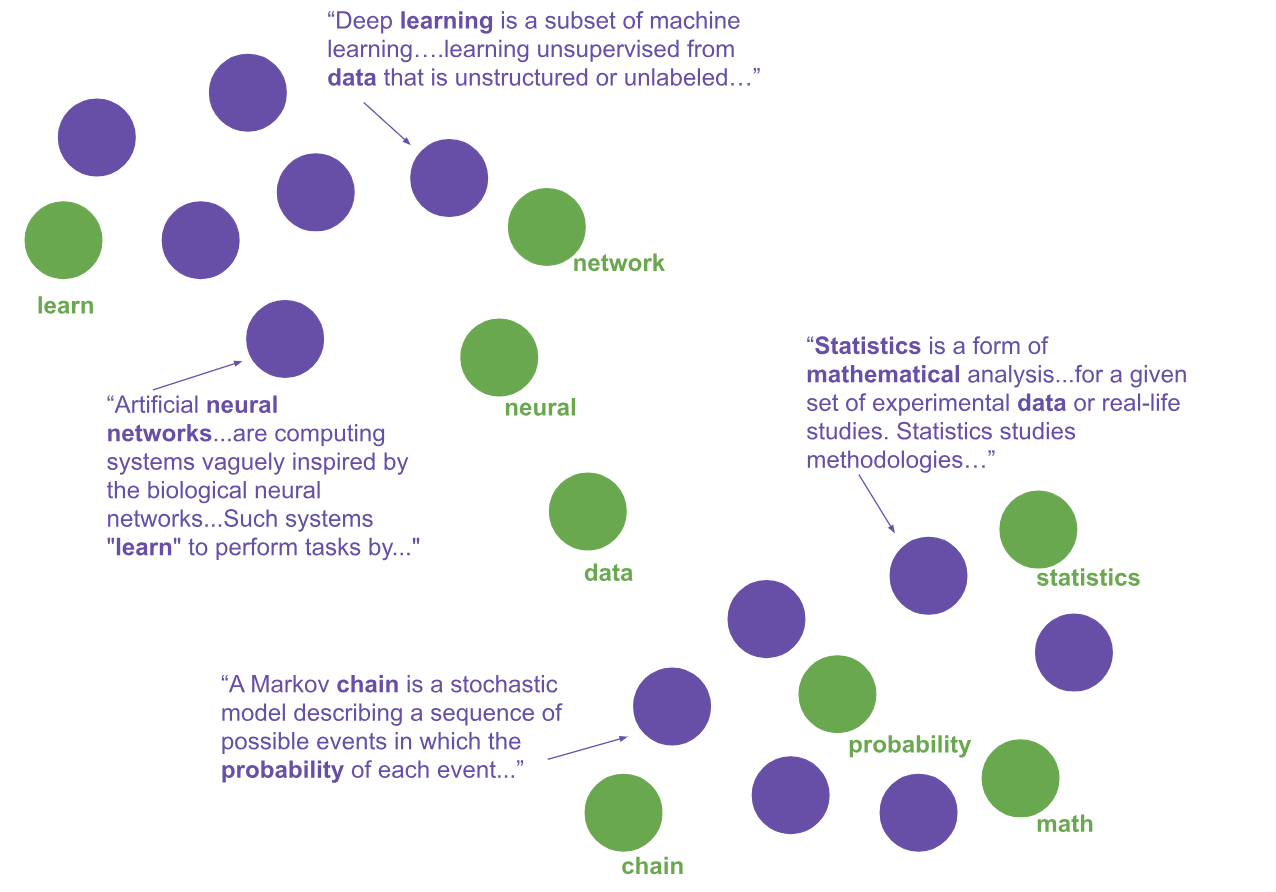 “Deep learning is a subset of machine
learning….learning unsupervised from
data that is unstructured or unlabeled…”
network
learn
neural
“Artificial neural
networks...are computing
systems vaguely inspired by
the biological neural
networks...Such systems
"learn" to perform tasks by..."
“Statistics is a form of
mathematical analysis...for a given
set of experimental data or real-life
studies. Statistics studies
methodologies…”
data
statistics
“A Markov chain is a stochastic
model describing a sequence of
possible events in which the
probability of each event...”
probability
math
chain